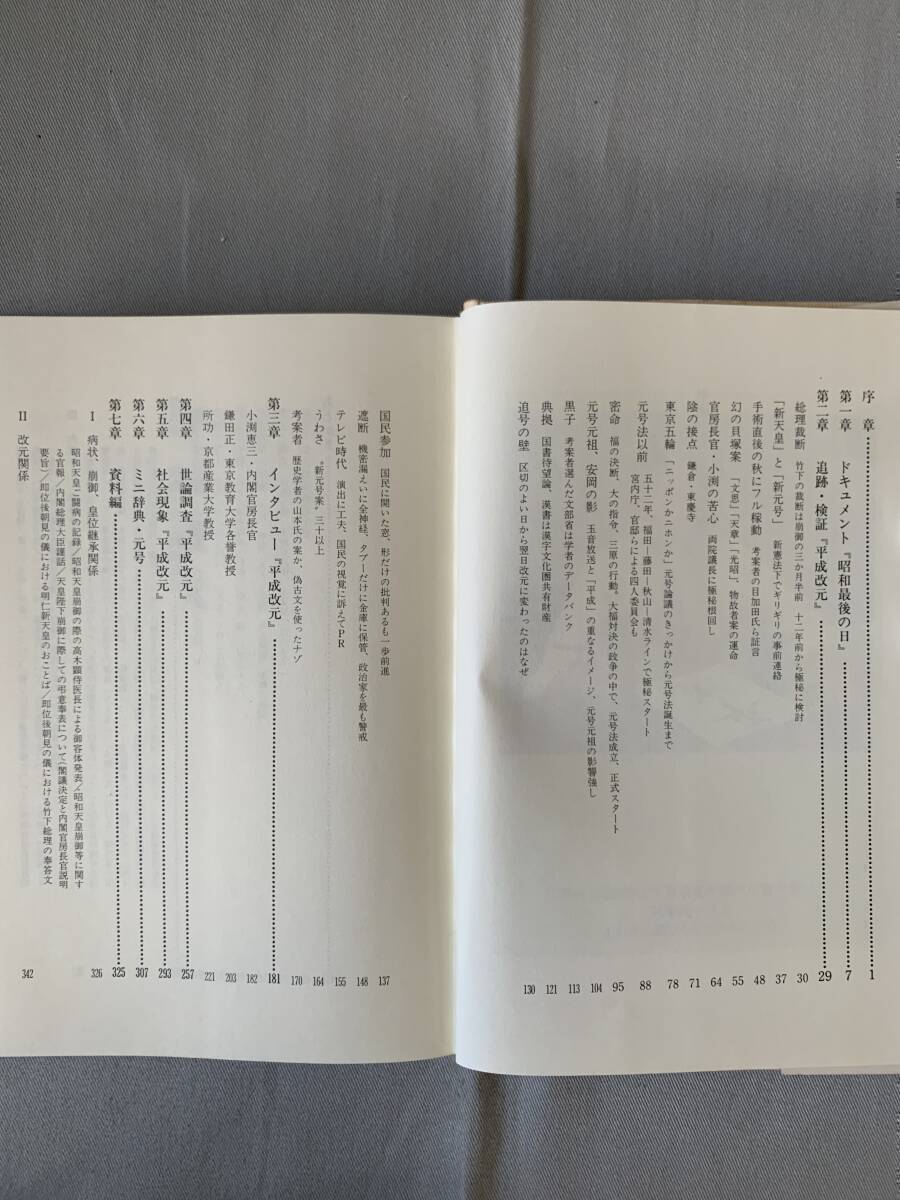 序章 1
第一章 ドキュメント『昭和最後の日』 7
第二章 追跡・検証『平成改元』 29
総理裁断 竹下の裁断は崩御の三か月半前 十二年前から極秘に検討 30
「新天皇」と「新元号」 新憲法下でギリギリの事前連絡 37
手術直後の秋にフル稼動 考案者の目加田氏ら証言 48
幻の貝塚案 「文思」「天章」「光昭」、物故者案の運命 55
官房長官・小渕の苦心 両院議長に極秘根回し 64
陰の接点 鎌倉・東慶寺 71
東京五輪 「ニッポンかニホンか」元号論議のきっかけから元号法誕生まで 78
元号法以前 五十二年、福田―藤田―秋山―清水ラインで極秘スタート
宮内庁、官邸らによる四人委員会も 88
密命 福の決断、大の指令、三原の行動。大福対決の政争の中で、元号法成立、正式スタート 95
元号元祖、安岡の影 玉音放送と「平成」の重なるイメージ、元号元祖の影響強し 104
黒子 考案者選んだ文部省は学者のデータバンク 113
典拠 国書待望論、漢書は漢字文化圏共有財産 121
追号の壁 区切りのよい日から翌日改元に変わったのはなぜ 130
国民参加 国民に開いた窓、形だけの批判あるも一歩前進 137
遮断 機密漏えいに全神経、タブーだけに金庫に保管、政治家を最も警戒 148
テレビ時代 演出に工夫、国民の視覚に訴えてPR 155
うわさ 〝新元号案〟三十以上 164
考案者 歴史学者の山本氏の案か、偽古文を使ったナゾ 170
第三章 インタビュー『平成改元』 181
小渕恵三・内閣官房長官 182
鎌田正・東京教育大学名誉教授 203
所功・京都産業大学教授 221
第四章 世論調査『平成改元』 257
第五章 社会現象『平成改元』 293
第六章 ミニ辞典・元号 307
第七章 資料編 325
I 病状、崩御、皇位継承関係 326
昭和天皇ご闘病の記録/昭和天皇崩御の際の高木顕侍医長による御容体発表/昭和天皇崩御等に関す
る官報/内閣総理大臣謹話/天皇陛下崩御に際しての弔意奉表について(閣議決定と内閣官房長官説明
要旨)/即位後朝見の儀における明仁新天皇のおことば/即位後朝見の儀における竹下総理の奉答文
II 改元関係 342